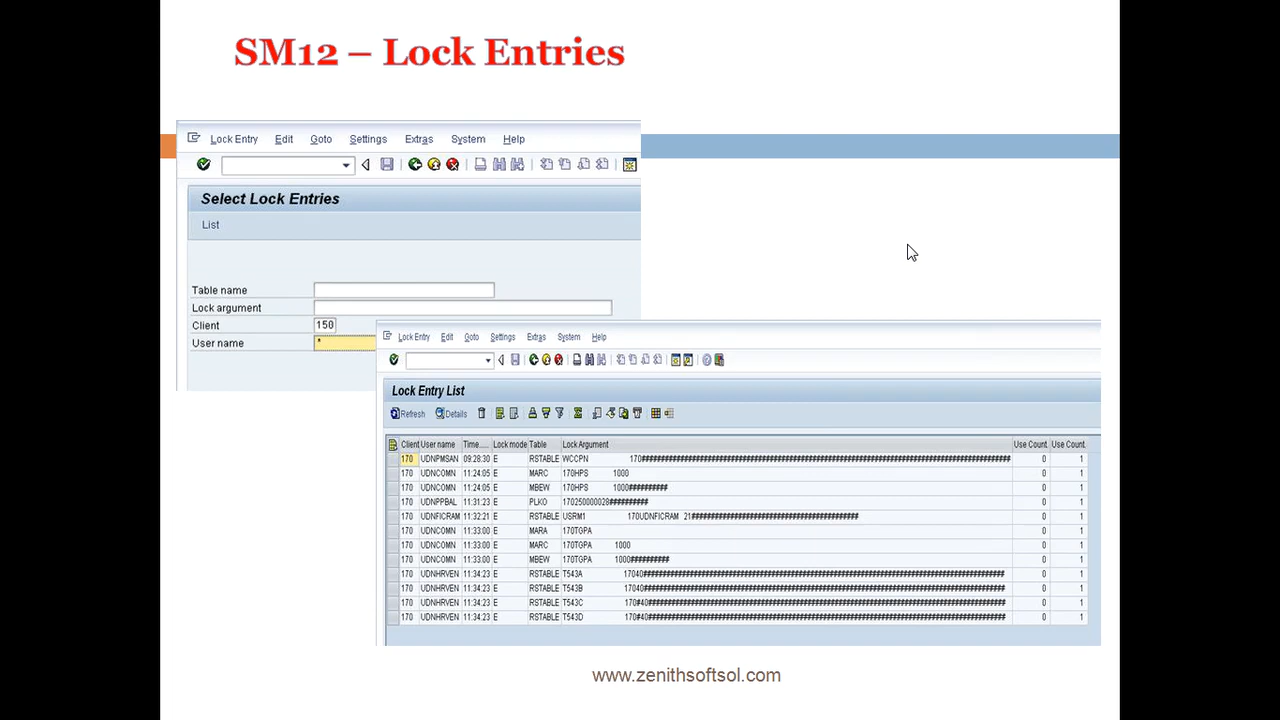 SM12 – Lock Entries
Lock Entry Edit Goto Settings Extras System Help
Select Lock Entries
List
Table name
Lock argument
Client 150
User name *
Lock Entry Edit Goto Settings Extras System Help
Lock Entry List
Refresh Details
Client User name Time..... Lock mode Table Lock Argument Use Count. Use Count.
170 UDNPMSAN 09:28:30 E RSTABLE WCCPN 0 1
170 UDNCOMN 11:24:05 E MARC 170HPS 1000 0 1
170 UDNCOMN 11:24:05 E MBEW 170HPS 1000########## 0 1
170 UDNPPBAL 11:31:23 E PLKO 170250000028########## 0 1
170 UDNFICRAM 11:32:21 E RSTABLE USRM1 170UDNFICRAM 0 1
170 UDNCOMN 11:33:00 E MARA 170TGPA 0 1
170 UDNCOMN 11:33:00 E MARC 170TGPA 1000 0 1
170 UDNCOMN 11:33:00 E MBEW 170TGPA 1000########## 0 1
170 UDNHRVEN 11:34:23 E RSTABLE T543A 0 1
170 UDNHRVEN 11:34:23 E RSTABLE T543B 0 1
170 UDNHRVEN 11:34:23 E RSTABLE T543C 0 1
170 UDNHRVEN 11:34:23 E RSTABLE T543D 0 1
www.zenithsoftsol.com